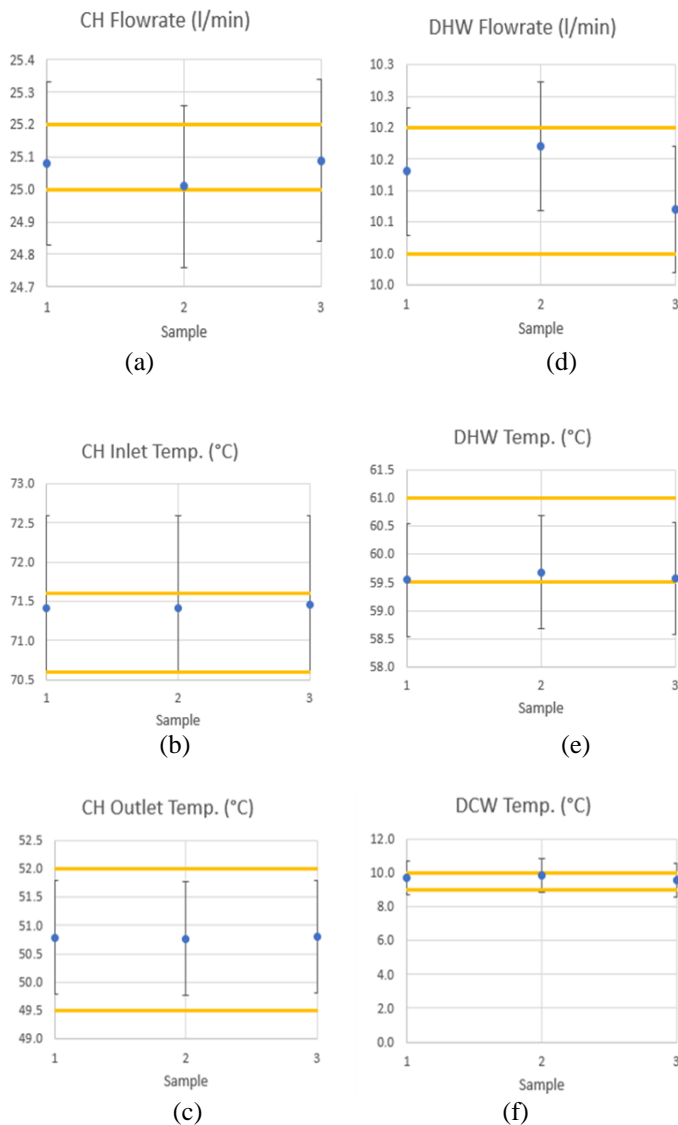 CH Flowrate (l/min)
25.4
25.3
25.2
25.1
25.0
24.9
24.8
24.7
1 2 3
Sample
(a)
DHW Flowrate (l/min)
10.3
10.3
10.2
10.2
10.1
10.1
10.0
10.0
1 2 3
Sample
(d)
CH Inlet Temp. (°C)
73.0
72.5
72.0
71.5
71.0
70.5
1 2 3
Sample
(b)
DHW Temp. (°C)
61.5
61.0
60.5
60.0
59.5
59.0
58.5
58.0
1 2 3
Sample
(e)
CH Outlet Temp. (°C)
52.5
52.0
51.5
51.0
50.5
50.0
49.5
49.0
1 2 3
Sample
(c)
DCW Temp. (°C)
12.0
10.0
8.0
6.0
4.0
2.0
0.0
1 2 3
Sample
(f)